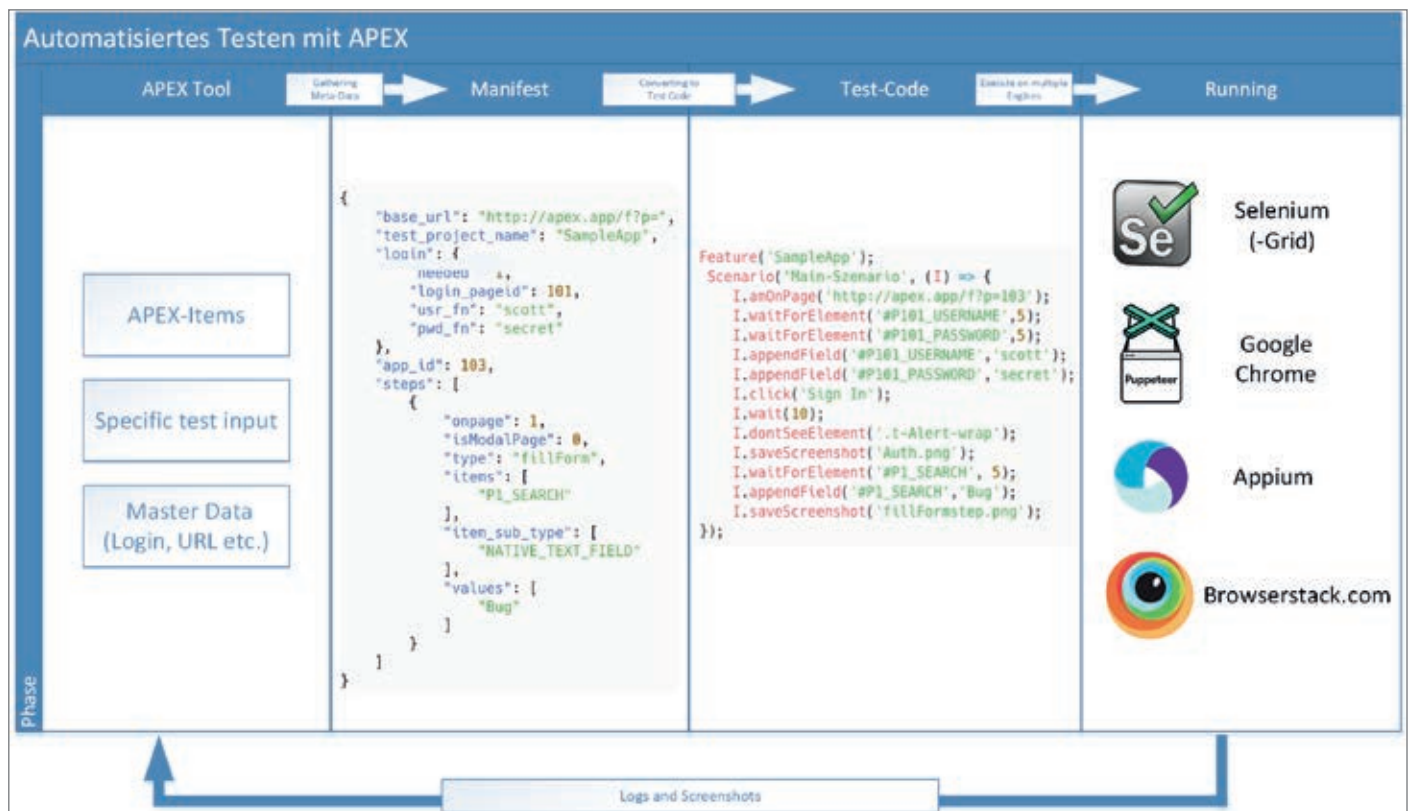 Automatisiertes Testen mit APEX
Phase
APEX Tool
Gathering
Meta-Data
Manifest
Converting to
Test Code
Test-Code
Execute on multiple
Engines
Running
APEX-Items
Specific test input
Master Data
(Login, URL etc.)
{
"base_url": "http://apex.app/f?p=",
"test_project_name": "SampleApp",
"login": {
"login_pageid": 101,
"usr_fn": "scott",
"pwd_fn": "secret"
},
"app_id": 103,
"steps": [
{
"onpage": 1,
"isModalPage": 0,
"type": "fillForm",
"items": [
"P1_SEARCH"
],
"item_sub_type": [
"NATIVE_TEXT_FIELD"
],
"values": [
"Bug"
]
}
]
}
Feature('SampleApp');
Scenario('Main-Szenario', (I) => {
I.amOnPage('http://apex.app/f?p=103');
I.waitForElement('#P101_USERNAME',5);
I.waitForElement('#P101_PASSWORD',5);
I.appendField('#P101_USERNAME','scott');
I.appendField('#P101_PASSWORD','secret');
I.click('Sign In');
I.wait(10);
I.dontSeeElement('.t-Alert-wrap');
I.saveScreenshot('Auth.png');
I.waitForElement('#P1_SEARCH', 5);
I.appendField('#P1_SEARCH','Bug');
I.saveScreenshot('fillFormstep.png');
});
Se
Selenium
(-Grid)
Puppeteer
Google
Chrome
Appium
Browserstack.com
Logs and Screenshots